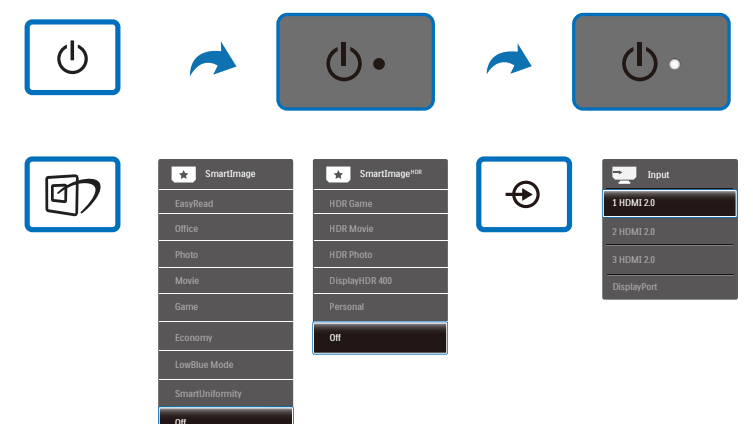 SmartImage
EasyRead
Office
Photo
Movie
Game
Economy
LowBlue Mode
SmartUniformity
Off
SmartImageHDR
HDR Game
HDR Movie
HDR Photo
DisplayHDR 400
Personal
Off
Input
1 HDMI 2.0
2 HDMI 2.0
3 HDMI 2.0
DisplayPort